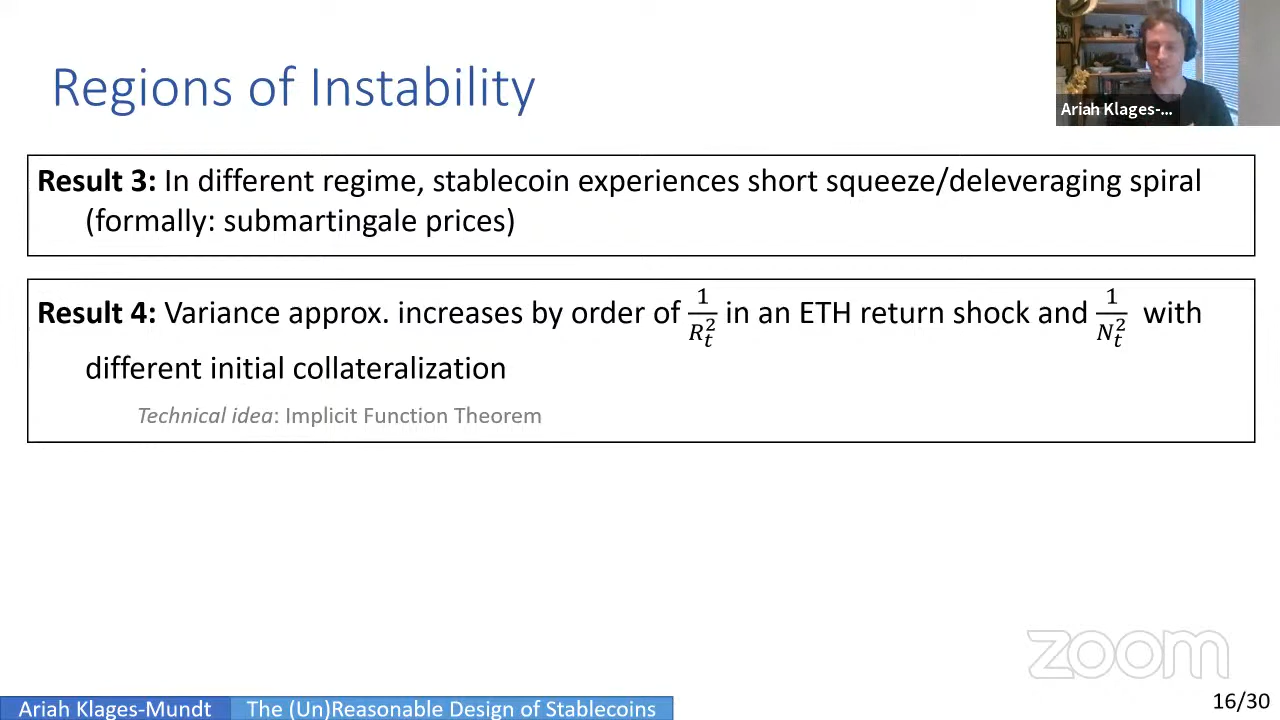 Regions of Instability
Ariah Klages-...
Result 3: In different regime, stablecoin experiences short squeeze/deleveraging spiral
(formally: submartingale prices)
Result 4: Variance approx. increases by order of 1/R_t^2 in an ETH return shock and 1/N_t^2 with
different initial collateralization
Technical idea: Implicit Function Theorem
zoom
Ariah Klages-Mundt The (Un)Reasonable Design of Stablecoins
16/30